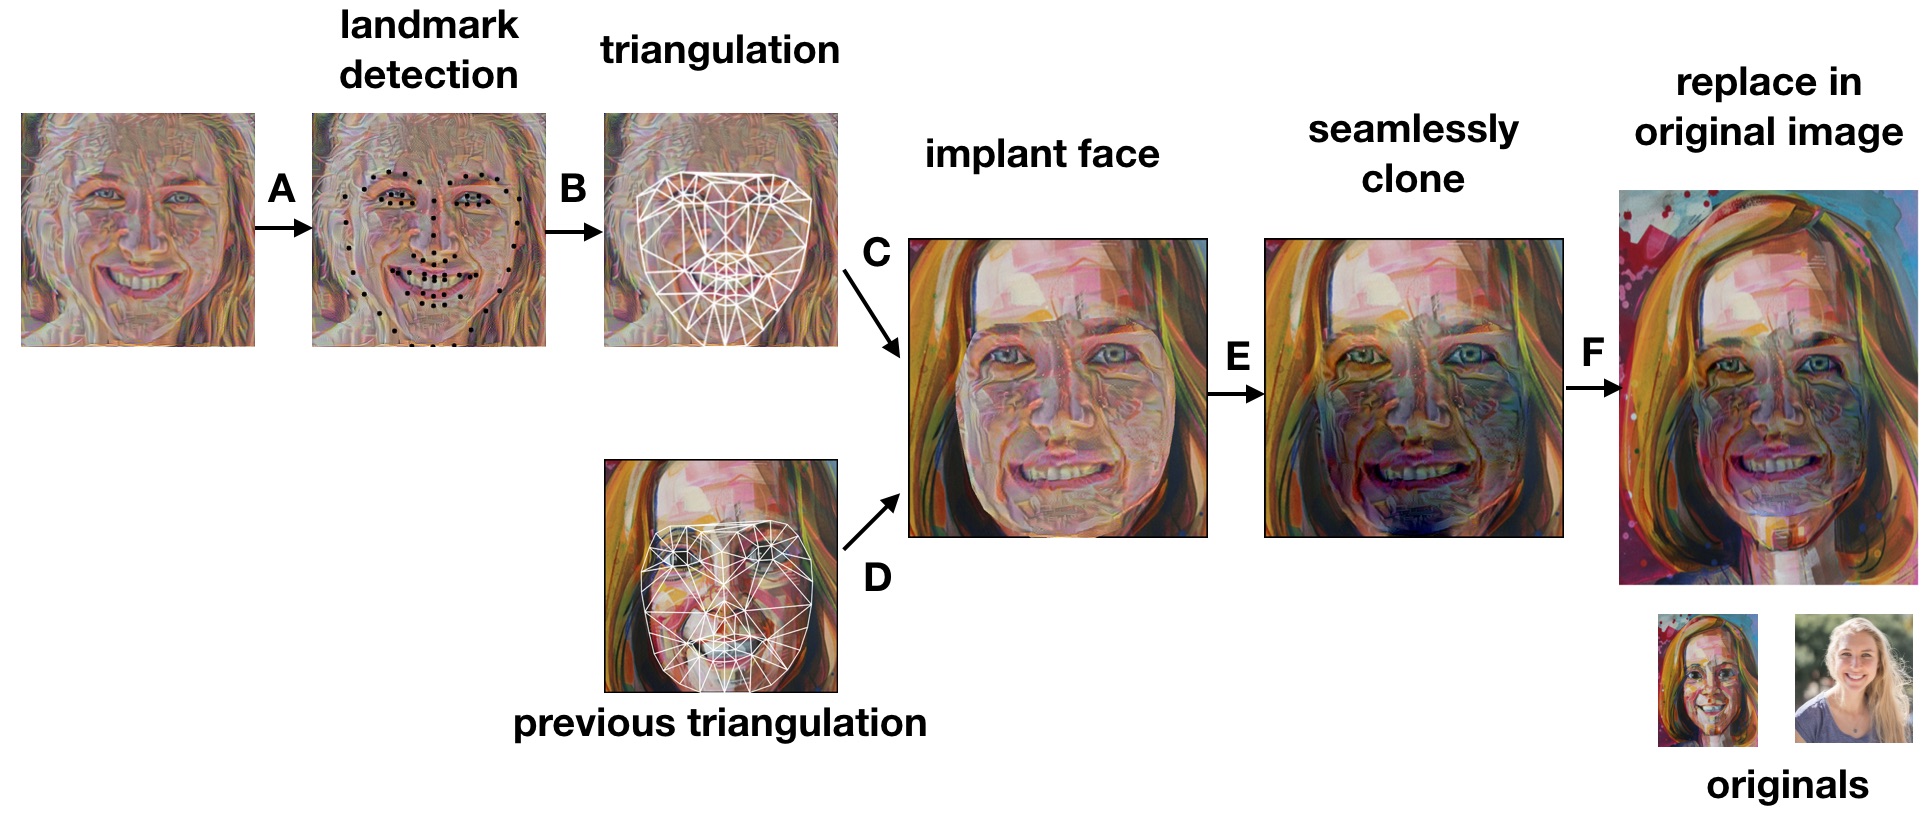 landmark
detection
triangulation
A
B
C
implant face
D
previous triangulation
E
seamlessly
clone
F
replace in
original image
originals